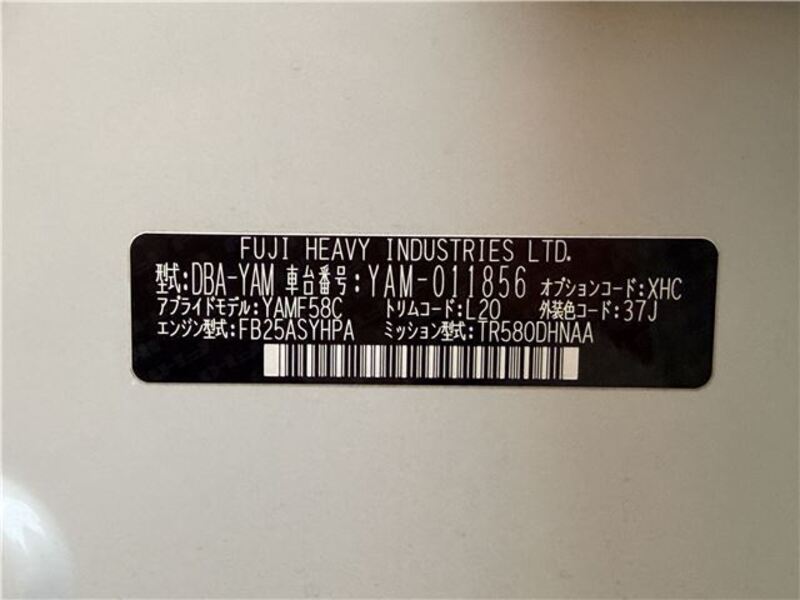 FUJI HEAVY INDUSTRIES LTD.
型式:DBA-YAM 車台番号:YAM-011856 オプションコード:XHC
アプライドモデル:YAMF58C トリムコード:L20 外装色コード:37J
エンジン型式:FB25ASYHPA ミッション型式:TR580DHNAA